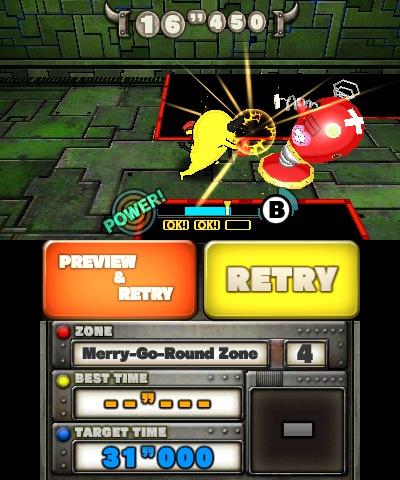 16"450
POWER!
OK! OK!
B
PREVIEW
&
RETRY
RETRY
ZONE
Merry-Go-Round Zone 4
BEST TIME
--"---
TARGET TIME
31"000